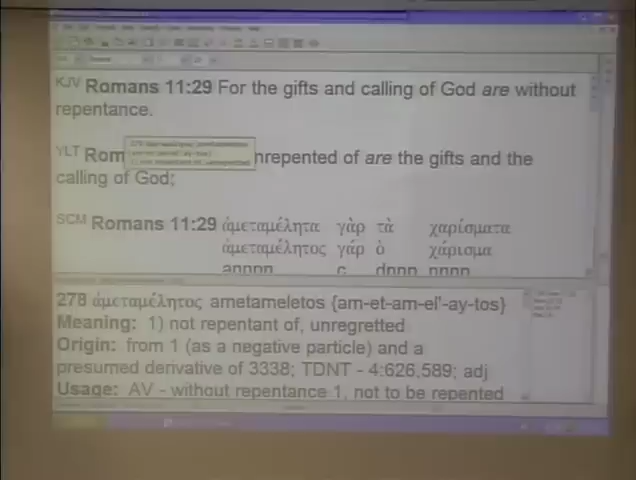 KJV Romans 11:29 For the gifts and calling of God are without
repentance.
YLT Rom nrepented of are the gifts and the
calling of God;
SCM Romans 11:29 ἀμεταμέλητα γὰρ τὰ χαρίσματα
ἀμεταμέλητος γάρ ὁ χάρισμα
annpn c dnpn nnpn
278 ἀμεταμέλητος ametameletos {am-et-am-el'-ay-tos}
Meaning: 1) not repentant of, unregretted
Origin: from 1 (as a negative particle) and a
presumed derivative of 3338; TDNT - 4:626,589; adj
Usage: AV - without repentance 1, not to be repented